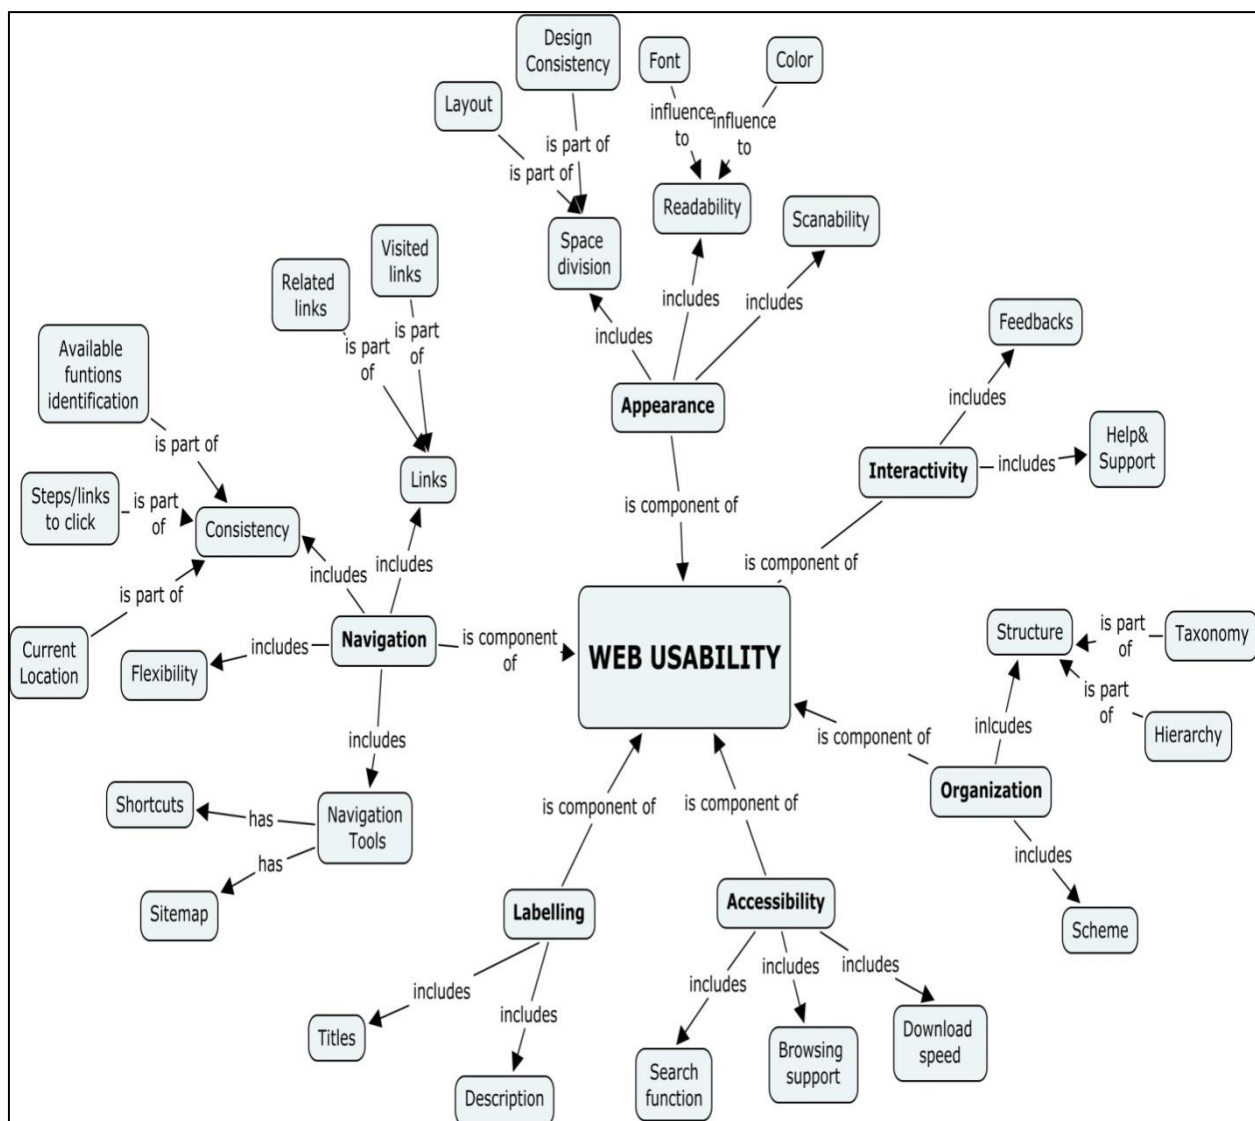 Design
Consistency
Font
Color
Layout
influence
to
influence
to
is part of
is part of
Readability
Scanability
Space
division
Visited
links
Related
links
includes
includes
includes
Feedbacks
is part
of
is part
of
Available
funtions
identification
Appearance
includes
Help&
Support
Interactivity
includes
is part of
Links
Steps/links
to click
is part
of
Consistency
is component of
is component of
includes
includes
is part of
Current
Location
Flexibility
includes
Navigation
is component
of
WEB USABILITY
Structure
is part
of
Taxonomy
is part
of
Hierarchy
inlcudes
is component of
Organization
includes
Shortcuts
has
Navigation
Tools
has
Sitemap
is component of
is component of
includes
Scheme
Labelling
Accessibility
includes
includes
includes
includes
includes
Titles
Description
Search
function
Browsing
support
Download
speed